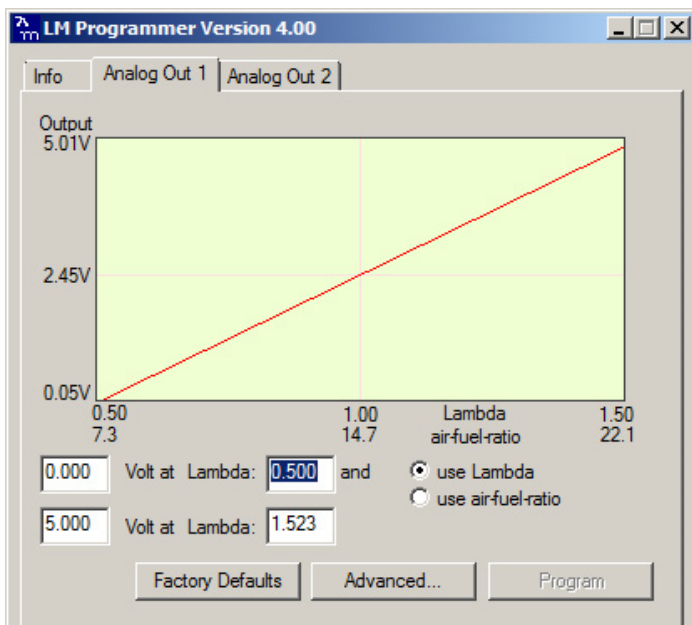 LM Programmer Version 4.00
Info Analog Out 1 Analog Out 2
Output
5.01V
2.45V
0.05V
0.50 1.00 Lambda 1.50
7.3 14.7 air-fuel-ratio 22.1
0.000 Volt at Lambda: 0.500 and use Lambda
use air-fuel-ratio
5.000 Volt at Lambda: 1.523
Factory Defaults Advanced... Program